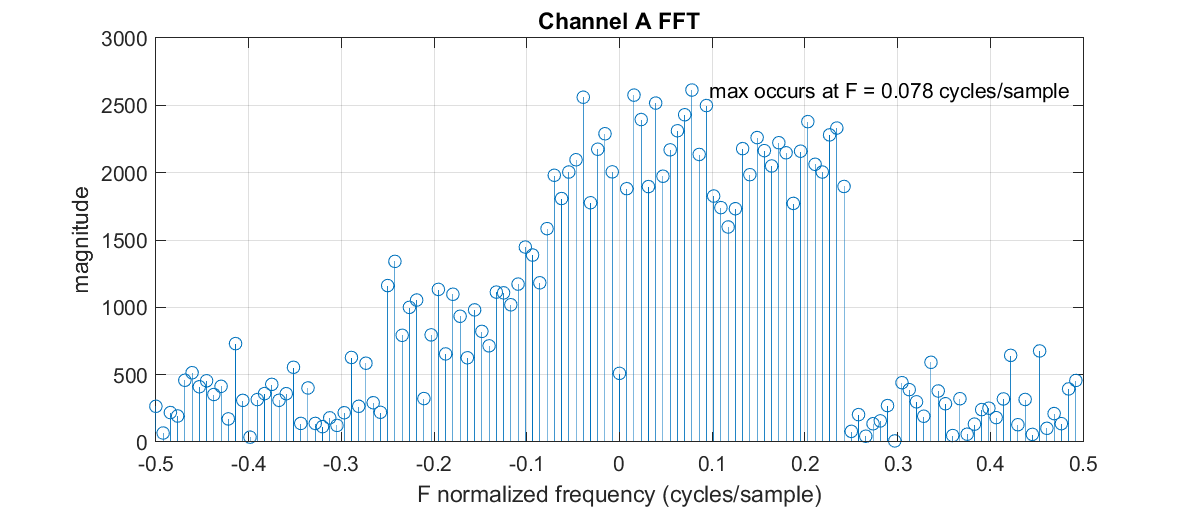 Channel A FFT
3000
2500
2000
1500
1000
500
0
magnitude
max occurs at F = 0.078 cycles/sample
-0.5 -0.4 -0.3 -0.2 -0.1 0 0.1 0.2 0.3 0.4 0.5
F normalized frequency (cycles/sample)